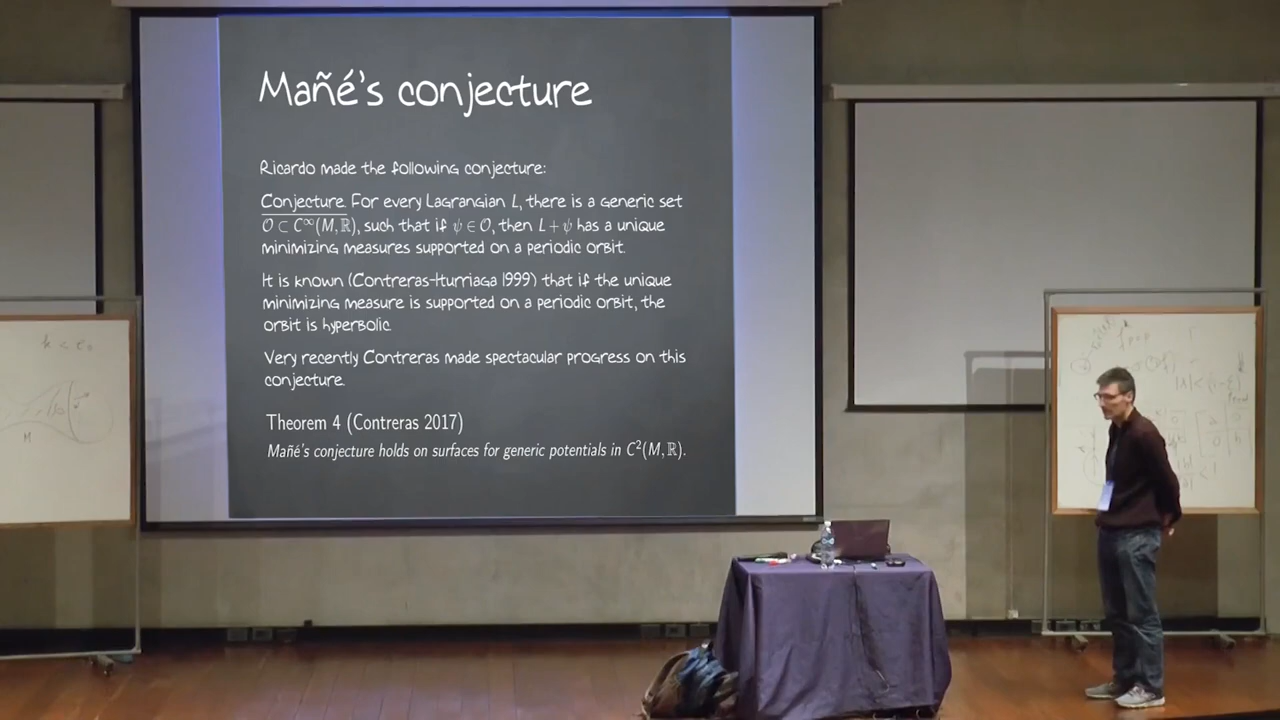 Mañé's conjecture
Ricardo made the following conjecture:
Conjecture. For every Lagrangian L, there is a generic set
O ⊂ C^∞(M,ℝ), such that if ψ ∈ O, then L + ψ has a unique
minimizing measures supported on a periodic orbit.
It is known (Contreras-Iturriaga 1999) that if the unique
minimizing measure is supported on a periodic orbit, the
orbit is hyperbolic.
Very recently Contreras made spectacular progress on this
conjecture.
Theorem 4 (Contreras 2017)
Mañé's conjecture holds on surfaces for generic potentials in C²(M,ℝ).
k < c₀
M